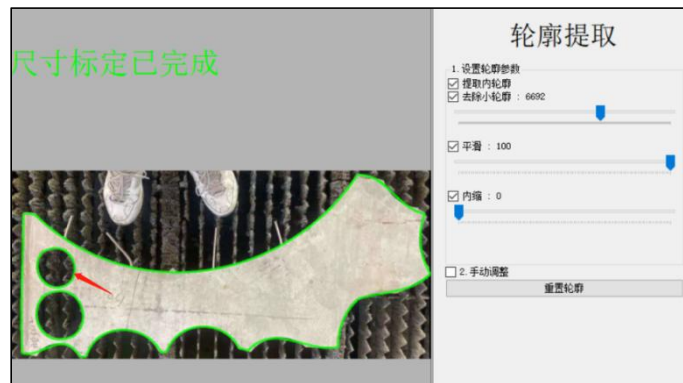 尺寸标定已完成
轮廓提取
1. 设置轮廓参数
提取内轮廓
去除小轮廓 : 6692
平滑 : 100
内缩 : 0
2. 手动调整
重置轮廓